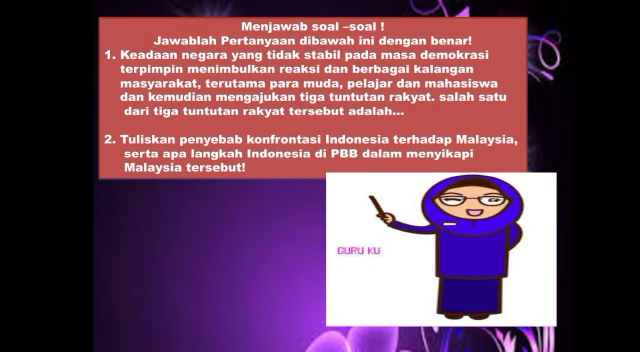 Menjawab soal –soal !
Jawablah Pertanyaan dibawah ini dengan benar!
1. Keadaan negara yang tidak stabil pada masa demokrasi
terpimpin menimbulkan reaksi dan berbagai kalangan
masyarakat, terutama para muda, pelajar dan mahasiswa
dan kemudian mengajukan tiga tuntutan rakyat. salah satu
dari tiga tuntutan rakyat tersebut adalah...
2. Tuliskan penyebab konfrontasi Indonesia terhadap Malaysia,
serta apa langkah Indonesia di PBB dalam menyikapi
Malaysia tersebut!
GURU KU